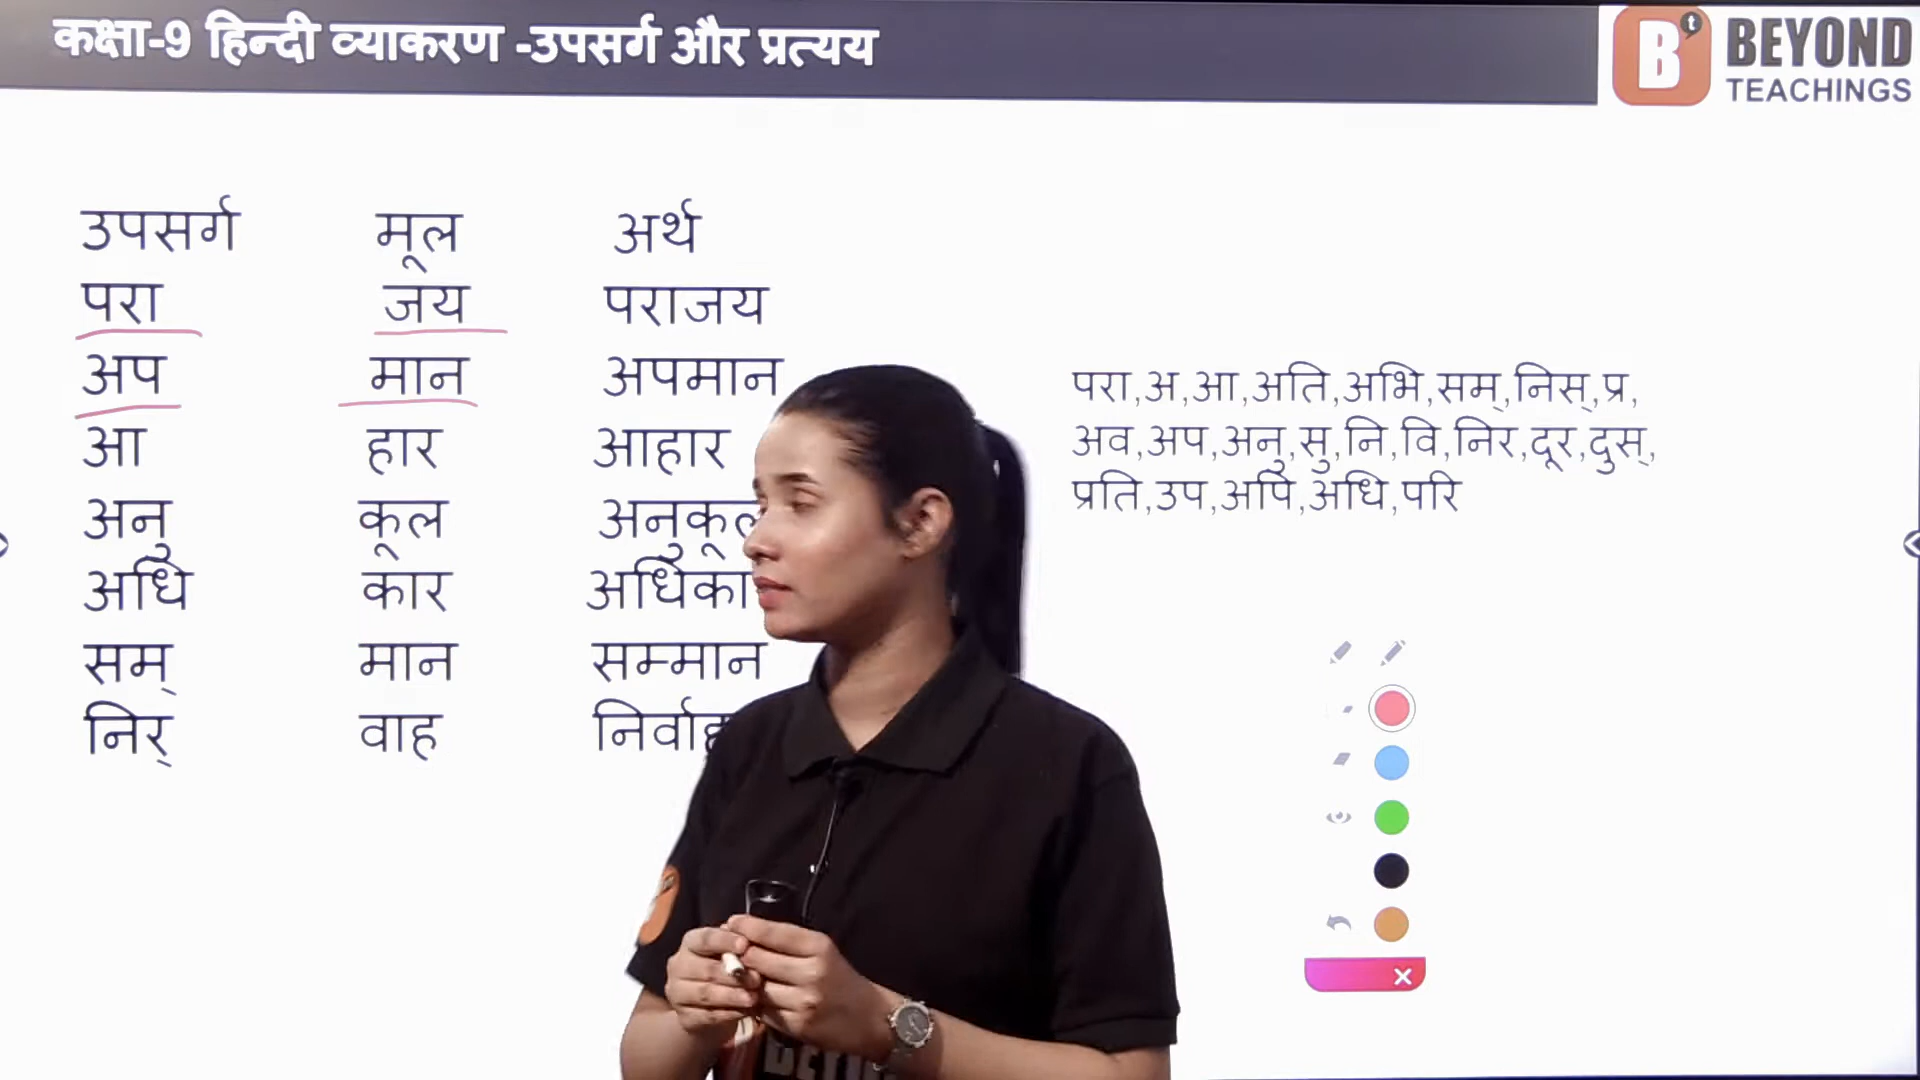 कक्षा-9 हिन्दी व्याकरण -उपसर्ग और प्रत्यय
BEYOND
TEACHINGS
उपसर्ग मूल अर्थ
परा जय पराजय
अप मान अपमान
आ हार आहार
अनु कूल
अधि कार
सम् मान सम्मान
निर् वाह
परा,अ,आ,अति,अभि,सम्,निस्,प्र,
अव,अप,अनु,सु,नि,वि,निर,दूर,दुस्,
प्रति,उप,अपि,अधि,परि